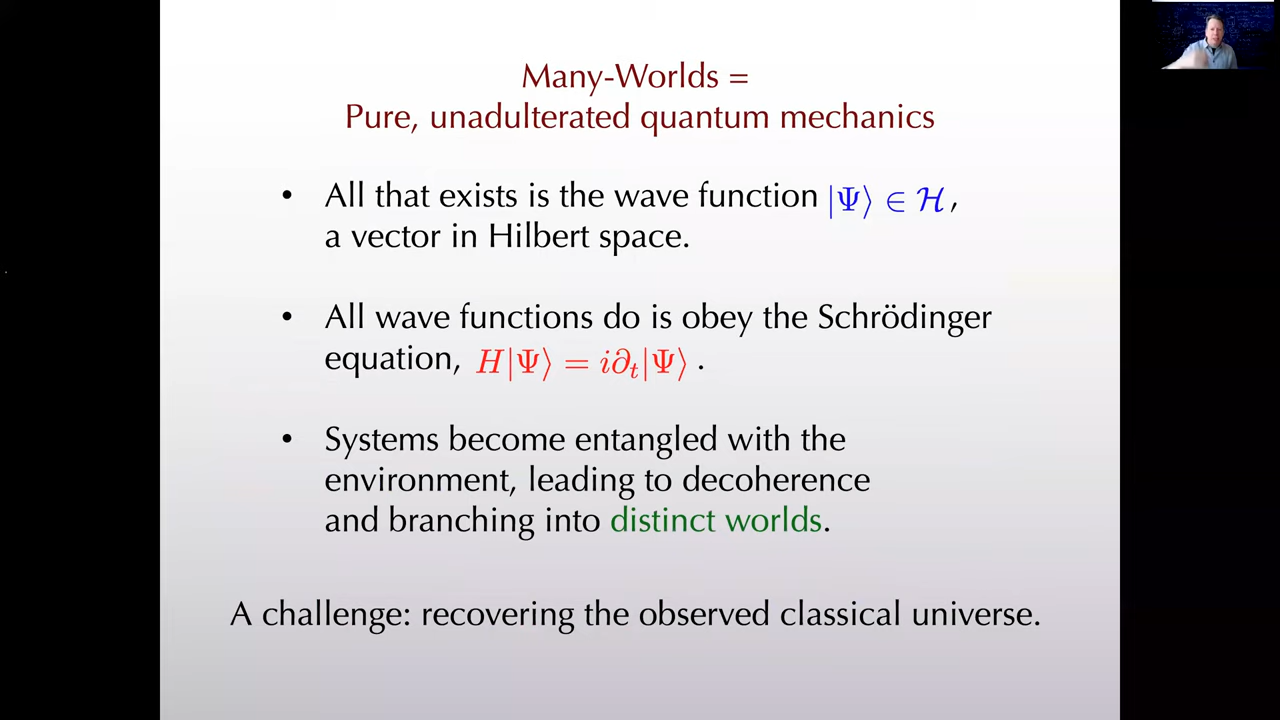 Many-Worlds =
Pure, unadulterated quantum mechanics
• All that exists is the wave function |Ψ⟩ ∈ ℋ,
a vector in Hilbert space.
• All wave functions do is obey the Schrödinger
equation, H|Ψ⟩ = i∂ₜ|Ψ⟩ .
• Systems become entangled with the
environment, leading to decoherence
and branching into distinct worlds.
A challenge: recovering the observed classical universe.